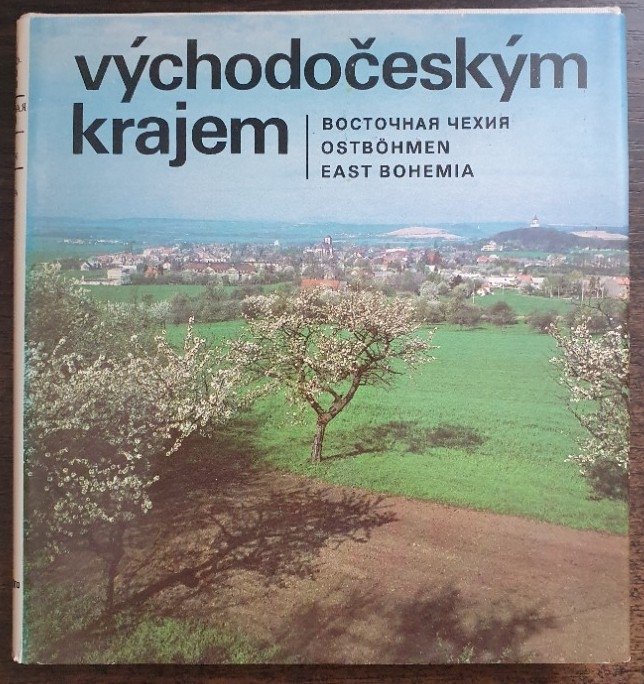 východočeským
krajem
ВОСТОЧНАЯ ЧЕХИЯ
OSTBÖHMEN
EAST BOHEMIA